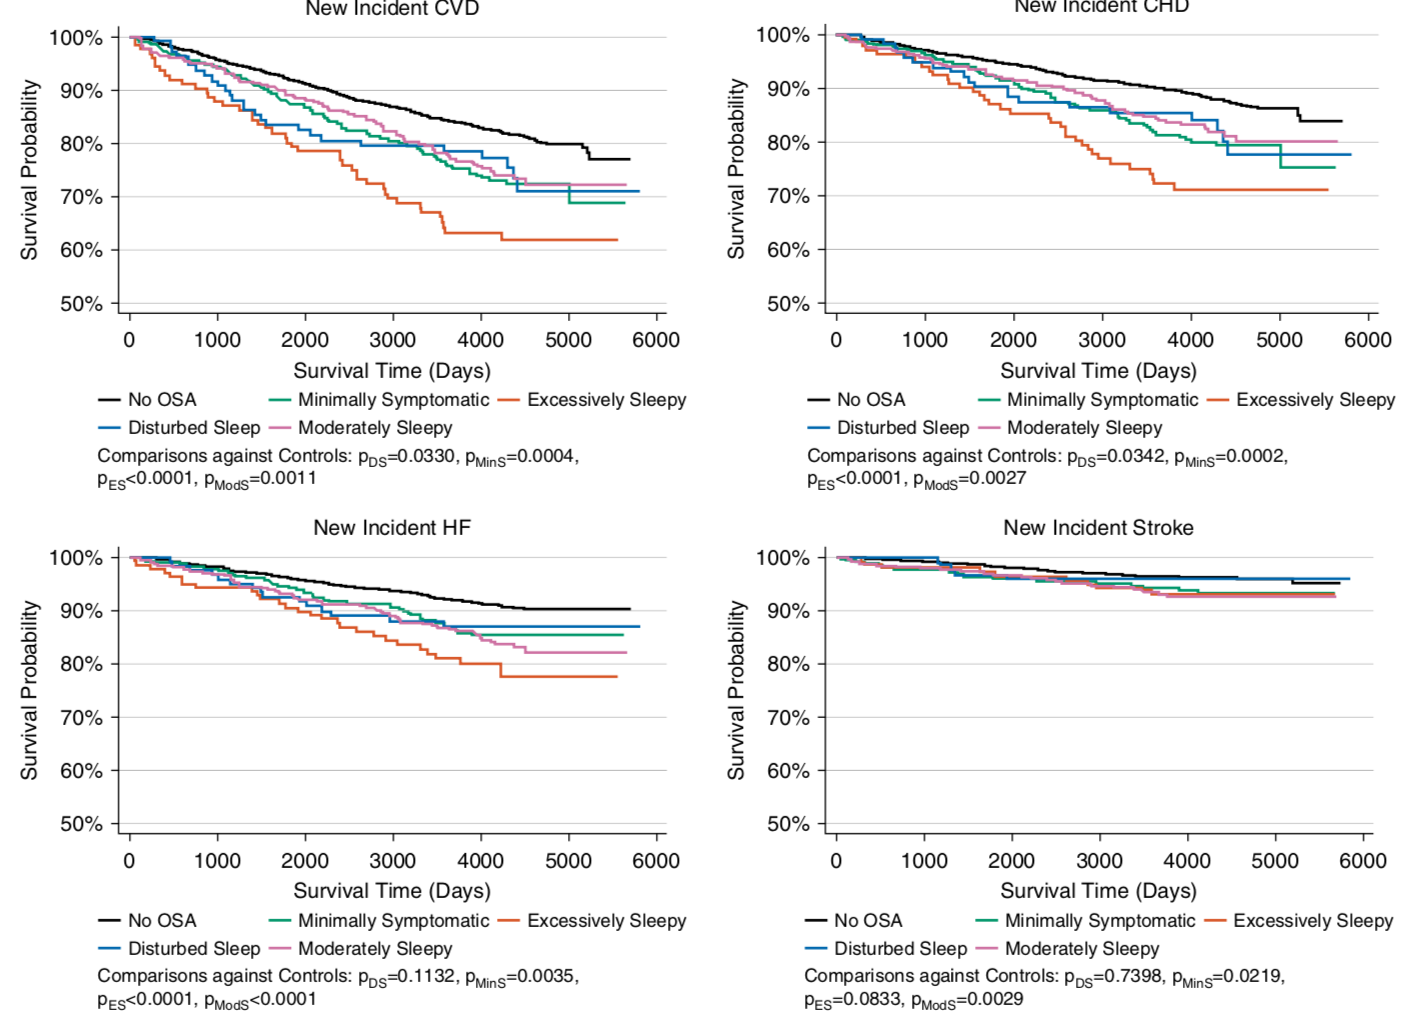 New Incident CVD
100%
90%
80%
70%
60%
50%
Survival Probability
0 1000 2000 3000 4000 5000 6000
Survival Time (Days)
No OSA Minimally Symptomatic Excessively Sleepy
Disturbed Sleep Moderately Sleepy
Comparisons against Controls: pDS=0.0330, pMinS=0.0004,
pES<0.0001, pModS=0.0011
New Incident CHD
100%
90%
80%
70%
60%
50%
Survival Probability
0 1000 2000 3000 4000 5000 6000
Survival Time (Days)
No OSA Minimally Symptomatic Excessively Sleepy
Disturbed Sleep Moderately Sleepy
Comparisons against Controls: pDS=0.0342, pMinS=0.0002,
pES<0.0001, pModS=0.0027
New Incident HF
100%
90%
80%
70%
60%
50%
Survival Probability
0 1000 2000 3000 4000 5000 6000
Survival Time (Days)
No OSA Minimally Symptomatic Excessively Sleepy
Disturbed Sleep Moderately Sleepy
Comparisons against Controls: pDS=0.1132, pMinS=0.0035,
pES<0.0001, pModS<0.0001
New Incident Stroke
100%
90%
80%
70%
60%
50%
Survival Probability
0 1000 2000 3000 4000 5000 6000
Survival Time (Days)
No OSA Minimally Symptomatic Excessively Sleepy
Disturbed Sleep Moderately Sleepy
Comparisons against Controls: pDS=0.7398, pMinS=0.0219,
pES=0.0833, pModS=0.0029